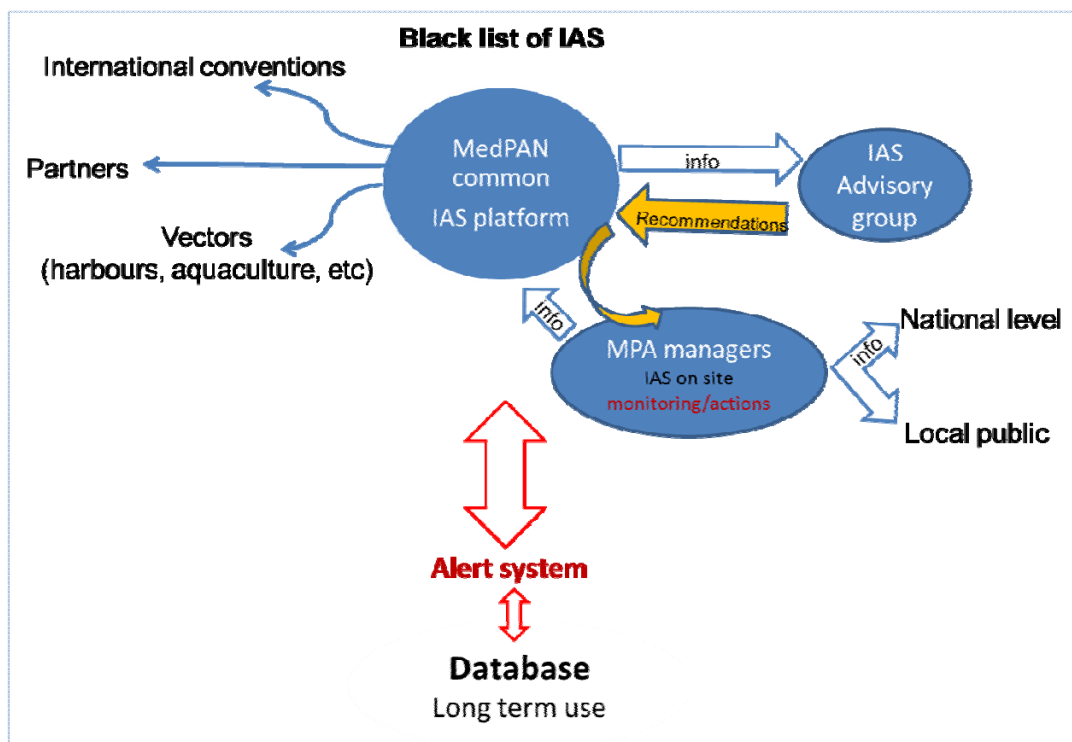 Black list of IAS
International conventions
Partners
Vectors
(harbours, aquaculture, etc)
MedPAN
common
IAS platform
info
IAS
Advisory
group
Recommendations
info
MPA managers
IAS on site
monitoring/actions
info
National level
Local public
Alert system
Database
Long term use